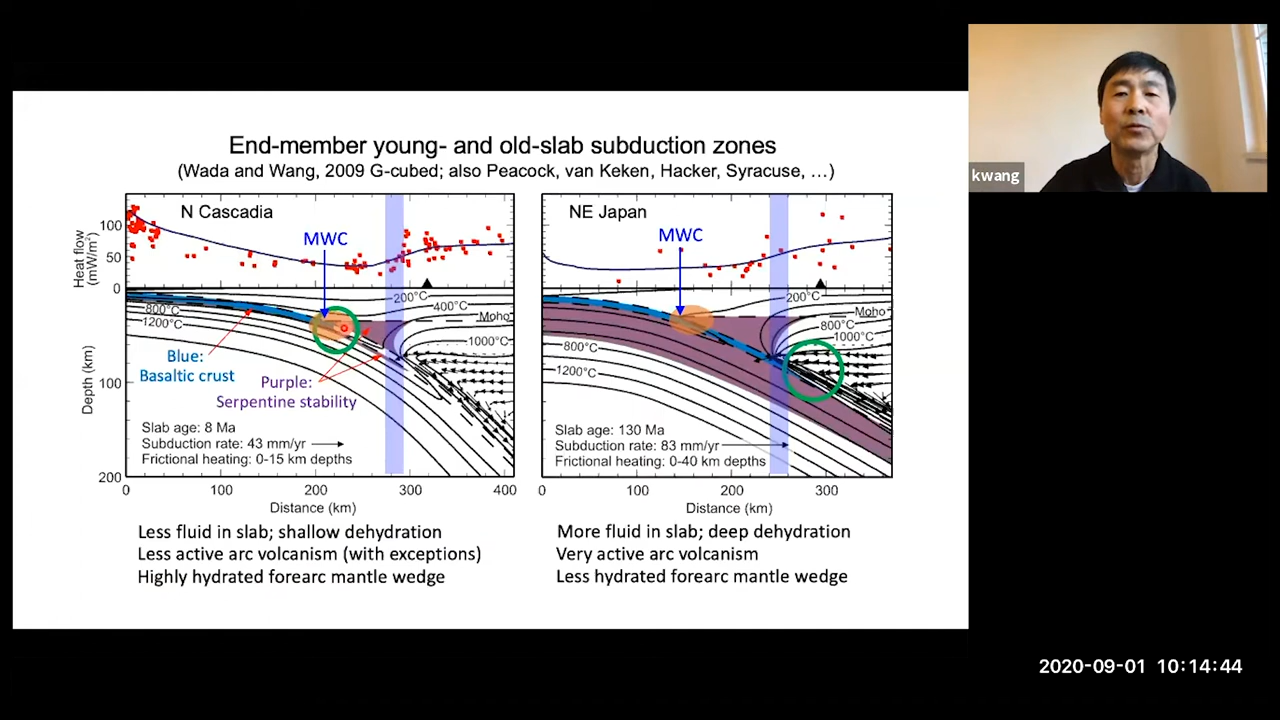 End-member young- and old-slab subduction zones
(Wada and Wang, 2009 G-cubed; also Peacock, van Keken, Hacker, Syracuse, …)
N Cascadia
MWC
Heat flow
(mW/m²)
100
50
0
200°C
400°C
Moho
800°C
1200°C
1000°C
Blue:
Basaltic crust
Purple:
Serpentine stability
Depth (km)
100
200
Slab age: 8 Ma
Subduction rate: 43 mm/yr
Frictional heating: 0-15 km depths
0
100
200
300
400
Distance (km)
Less fluid in slab; shallow dehydration
Less active arc volcanism (with exceptions)
Highly hydrated forearc mantle wedge
NE Japan
MWC
200°C
Moho
800°C
1000°C
800°C
1200°C
Slab age: 130 Ma
Subduction rate: 83 mm/yr
Frictional heating: 0-40 km depths
0
100
200
300
Distance (km)
More fluid in slab; deep dehydration
Very active arc volcanism
Less hydrated forearc mantle wedge
kwang
2020-09-01 10:14:44